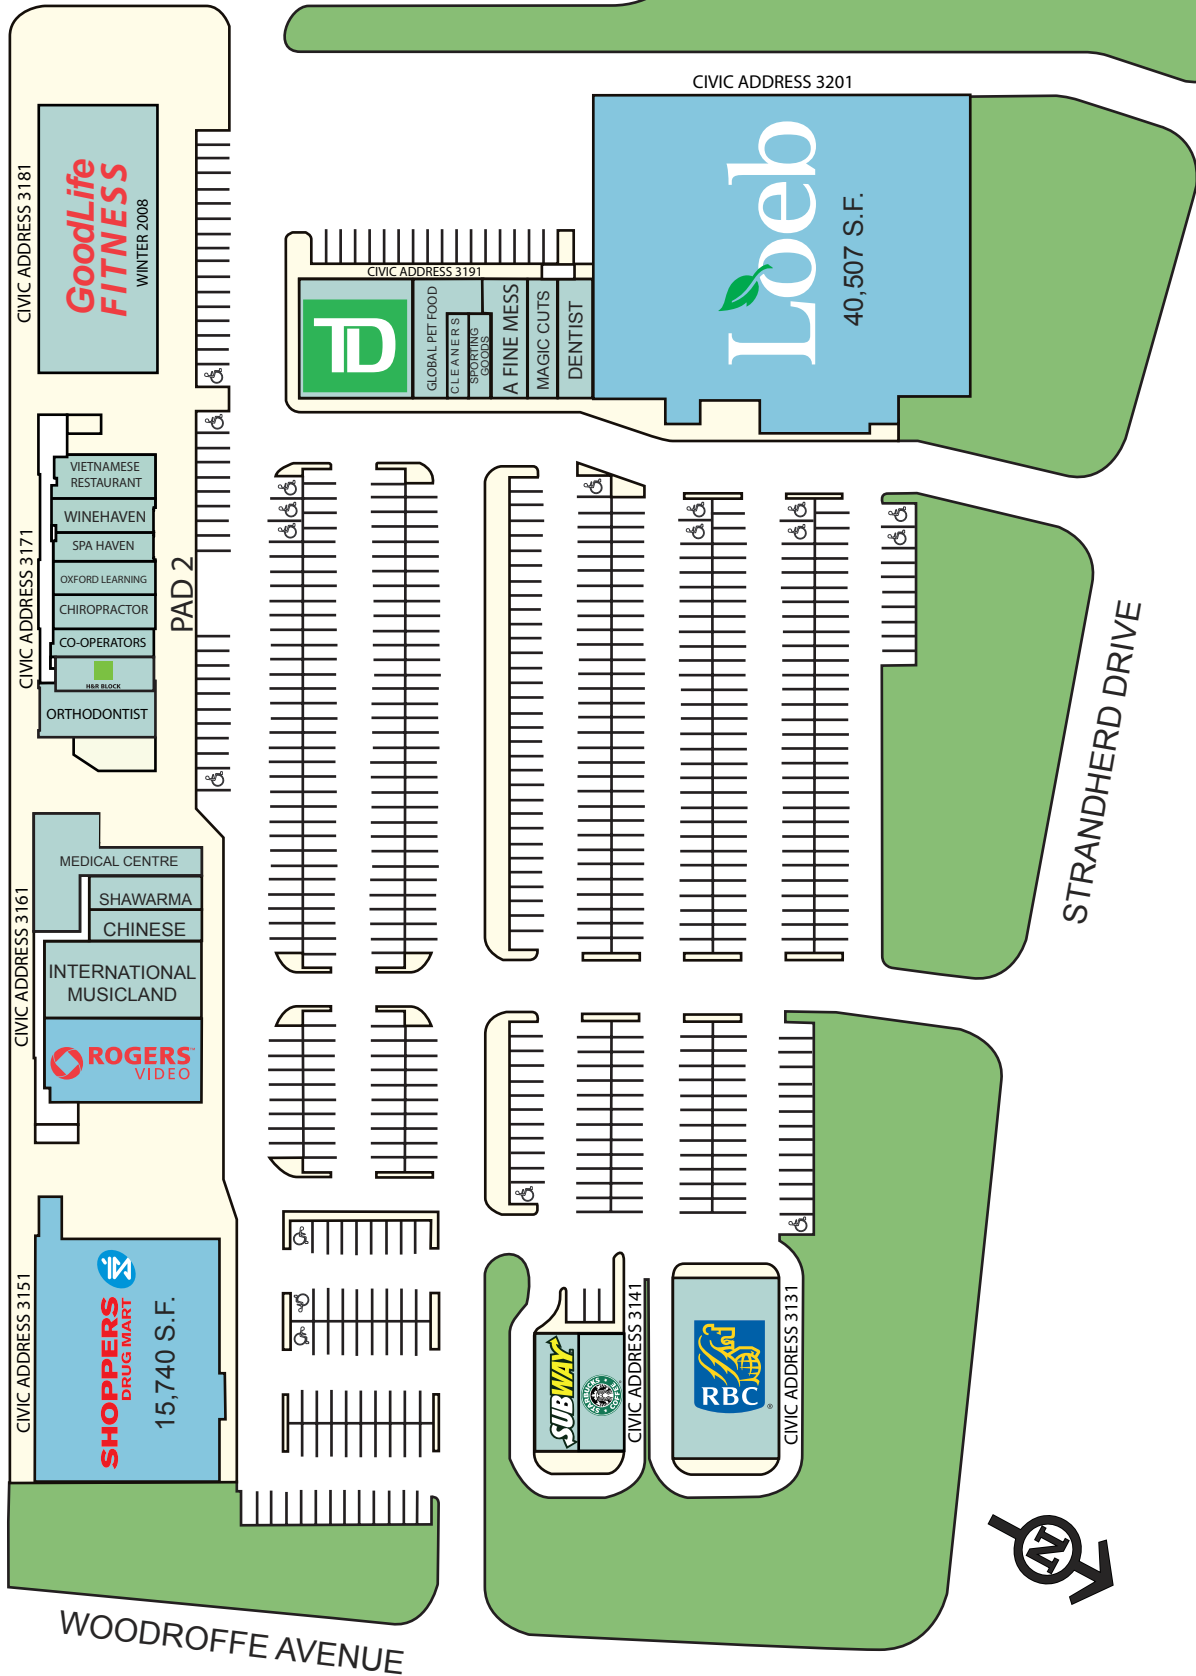 CIVIC ADDRESS 3201
Loeb
40,507 S.F.
CIVIC ADDRESS 3181
GoodLife
FITNESS
WINTER 2008
CIVIC ADDRESS 3191
TD
GLOBAL PET FOOD
CLEANERS
SPORTING
GOODS
A FINE MESS
MAGIC CUTS
DENTIST
CIVIC ADDRESS 3171
VIETNAMESE
RESTAURANT
WINEHAVEN
SPA HAVEN
OXFORD LEARNING
CHIROPRACTOR
CO-OPERATORS
H&R BLOCK
ORTHODONTIST
PAD 2
STRANDHERD DRIVE
CIVIC ADDRESS 3161
MEDICAL CENTRE
SHAWARMA
CHINESE
INTERNATIONAL
MUSICLAND
ROGERS™
VIDEO
CIVIC ADDRESS 3151
SHOPPERS
DRUG MART
15,740 S.F.
SUBWAY
STARBUCKS COFFEE
CIVIC ADDRESS 3141
RBC
®
CIVIC ADDRESS 3131
N
WOODROFFE AVENUE